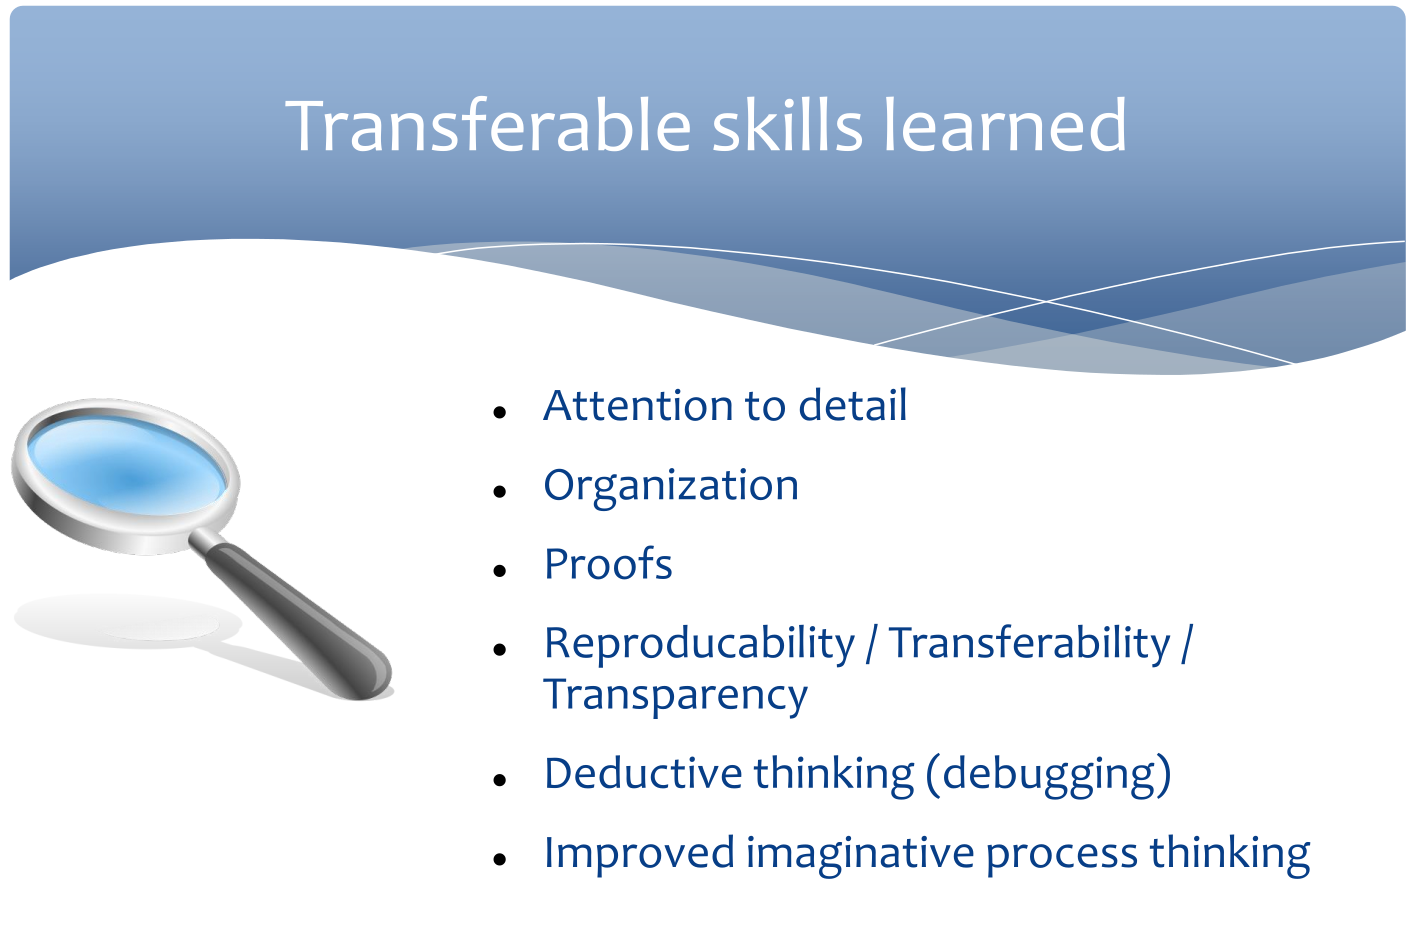 Transferable skills learned
• Attention to detail
• Organization
• Proofs
• Reproducability / Transferability /
Transparency
• Deductive thinking (debugging)
• Improved imaginative process thinking